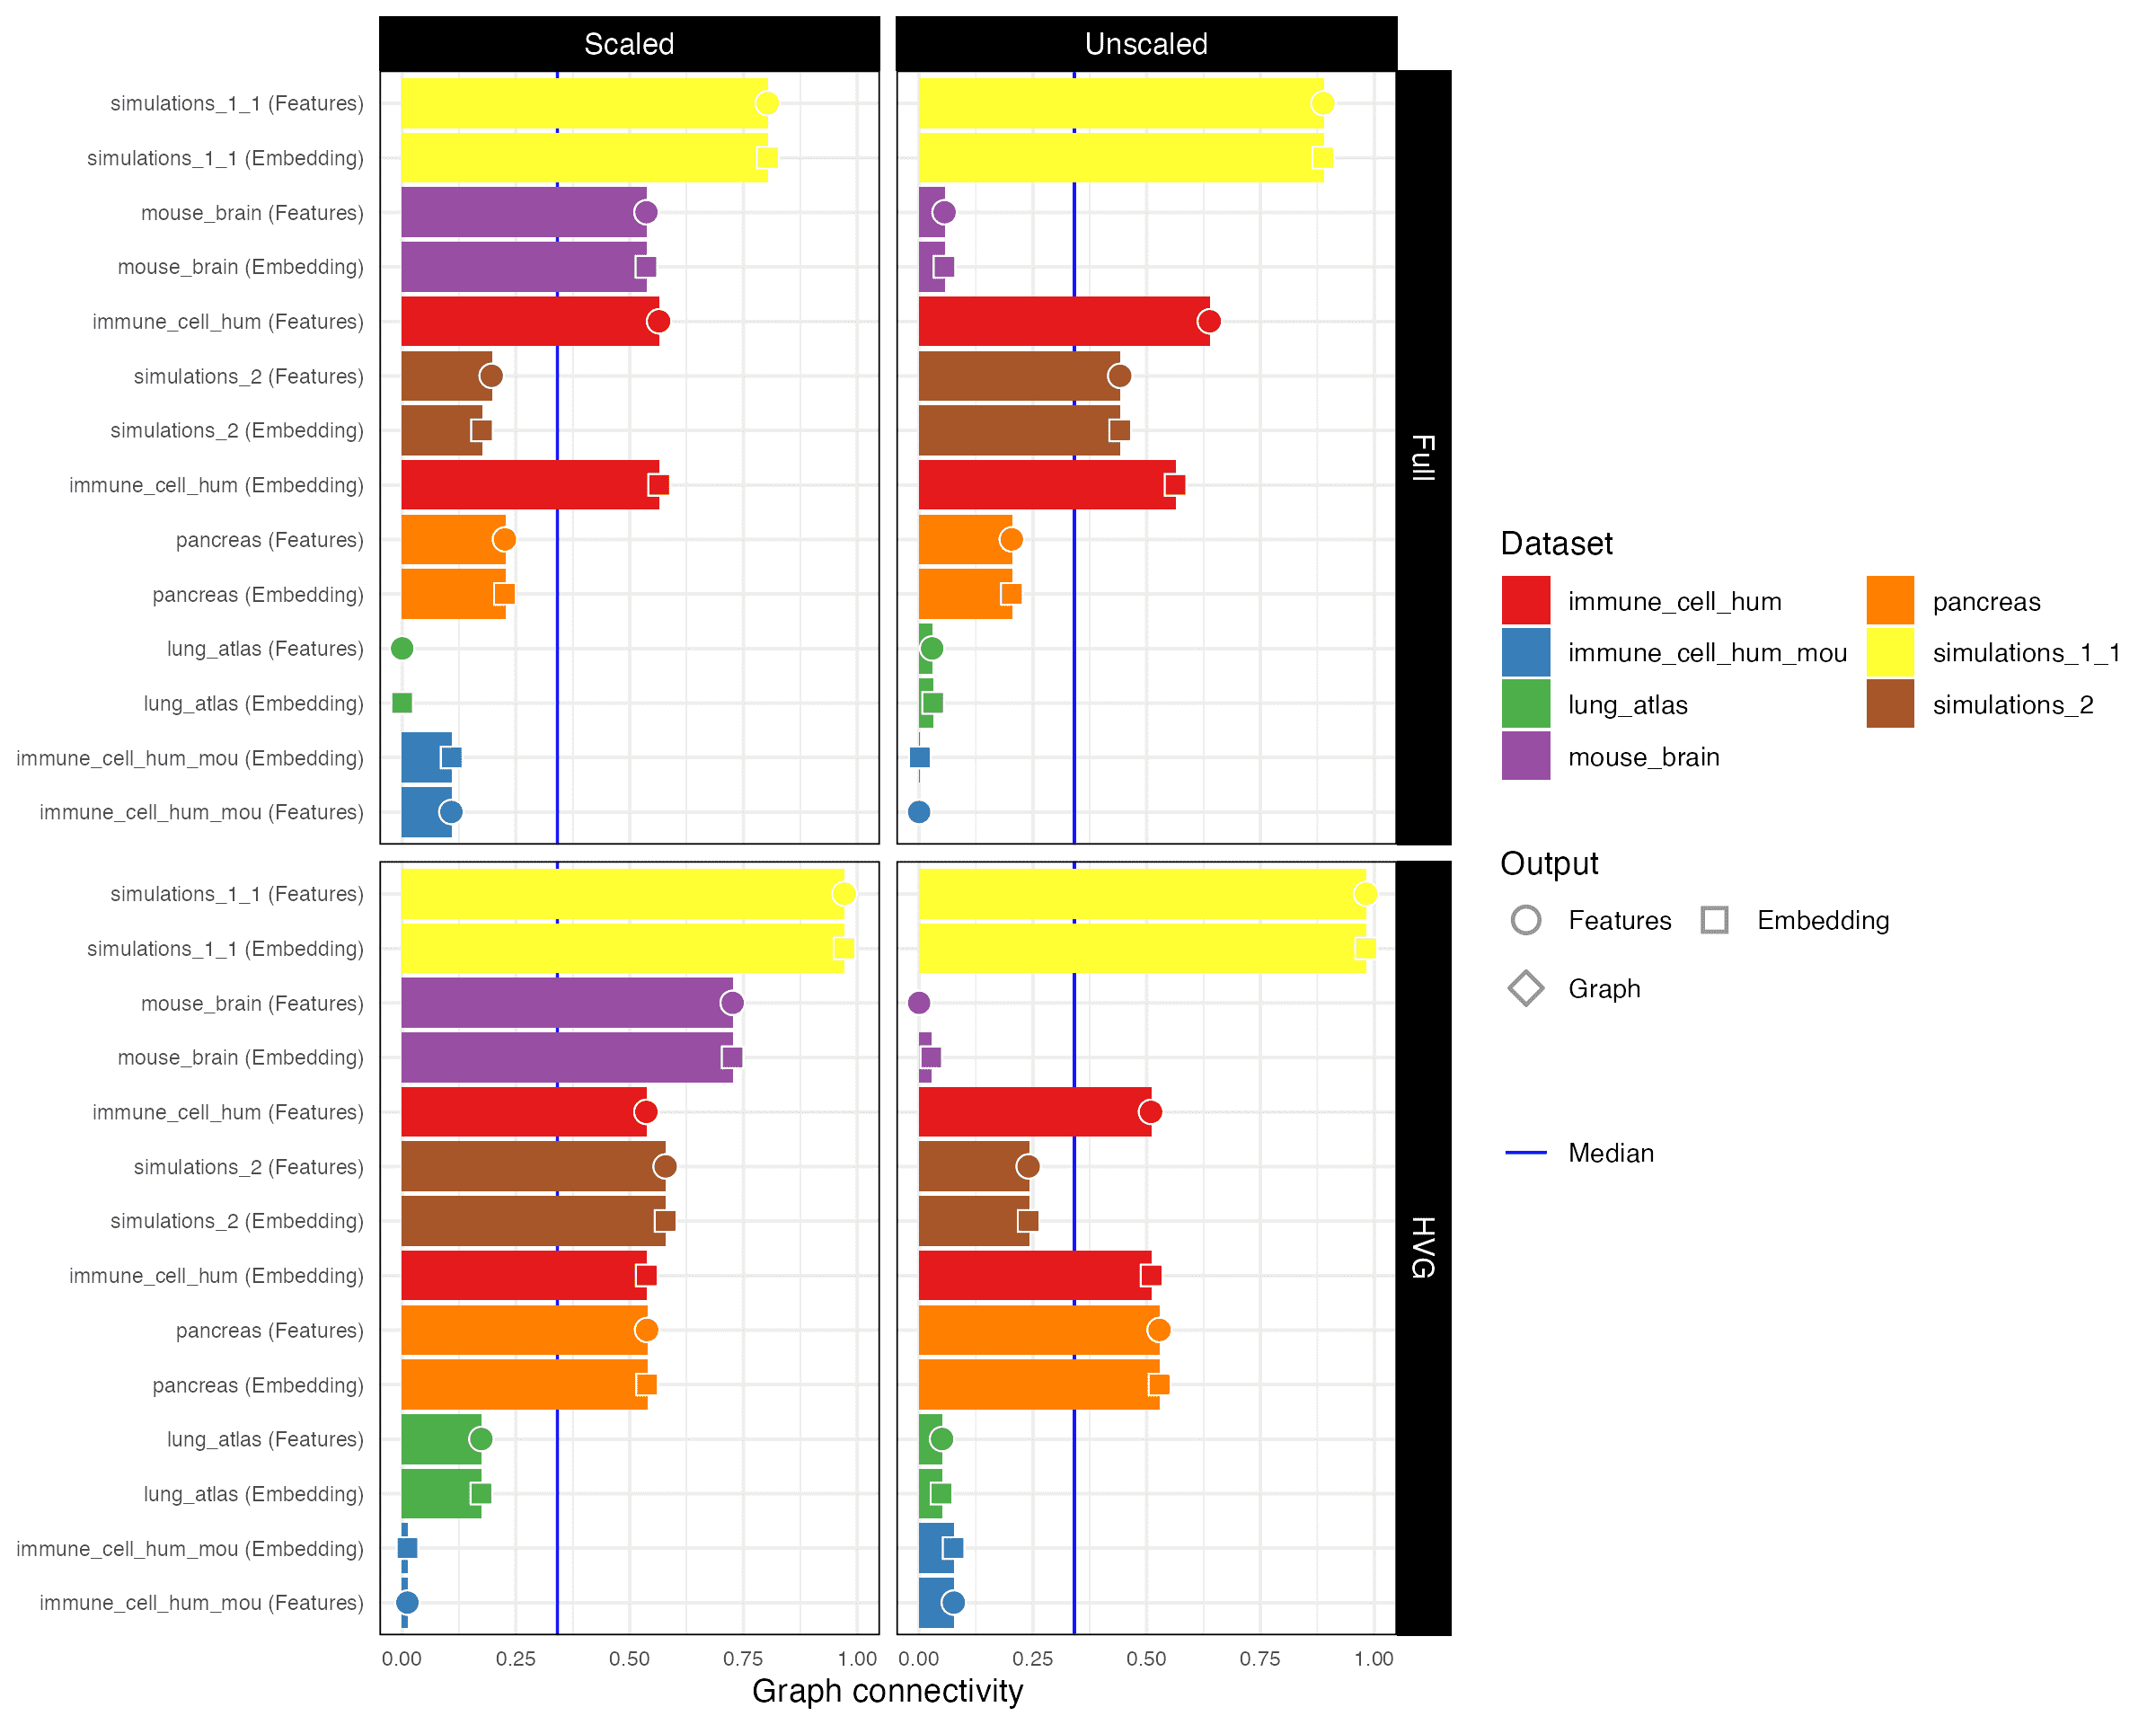 Scaled
Unscaled
simulations_1_1 (Features)
simulations_1_1 (Embedding)
mouse_brain (Features)
mouse_brain (Embedding)
immune_cell_hum (Features)
simulations_2 (Features)
simulations_2 (Embedding)
immune_cell_hum (Embedding)
pancreas (Features)
pancreas (Embedding)
lung_atlas (Features)
lung_atlas (Embedding)
immune_cell_hum_mou (Embedding)
immune_cell_hum_mou (Features)
Full
simulations_1_1 (Features)
simulations_1_1 (Embedding)
mouse_brain (Features)
mouse_brain (Embedding)
immune_cell_hum (Features)
simulations_2 (Features)
simulations_2 (Embedding)
immune_cell_hum (Embedding)
pancreas (Features)
pancreas (Embedding)
lung_atlas (Features)
lung_atlas (Embedding)
immune_cell_hum_mou (Embedding)
immune_cell_hum_mou (Features)
HVG
0.00 0.25 0.50 0.75 1.00
0.00 0.25 0.50 0.75 1.00
Graph connectivity
Dataset
immune_cell_hum
immune_cell_hum_mou
lung_atlas
mouse_brain
pancreas
simulations_1_1
simulations_2
Output
Features
Embedding
Graph
Median